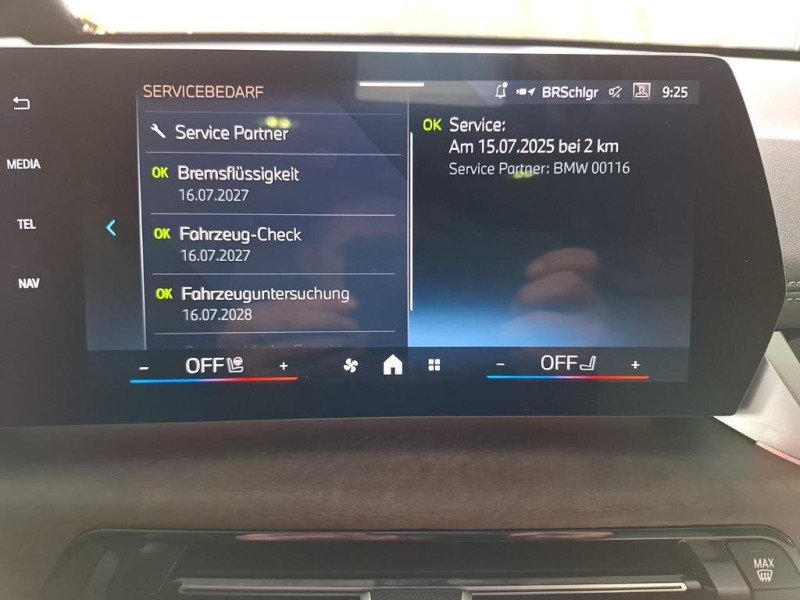 SERVICEBEDARF
BRSchlgr 9:25
MEDIA
TEL
NAV
Service Partner
OK Bremsflüssigkeit
16.07.2027
OK Fahrzeug-Check
16.07.2027
OK Fahrzeuguntersuchung
16.07.2028
OK Service:
Am 15.07.2025 bei 2 km
Service Partner: BMW 00116
- OFF +
- OFF +
MAX